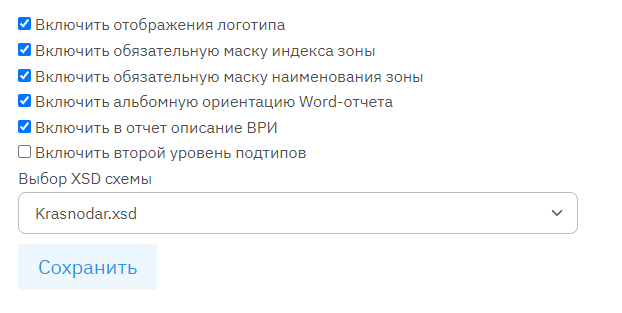 Включить отображения логотипа
Включить обязательную маску индекса зоны
Включить обязательную маску наименования зоны
Включить альбомную ориентацию Word-отчета
Включить в отчет описание ВРИ
Включить второй уровень подтипов
Выбор XSD схемы
Krasnodar.xsd
Сохранить